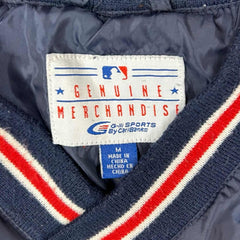 GENUINE
MERCHANDISE
G-III SPORTS
By Carl Banks
M
MADE IN
CHINA
HECHO EN
CHINA